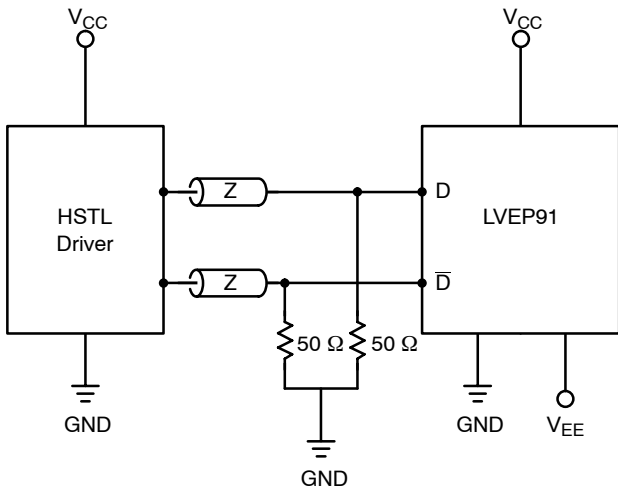 V_CC V_CC
Z D
HSTL
Driver
LVEP91
Z D̅
50 Ω 50 Ω
GND GND V_EE
GND